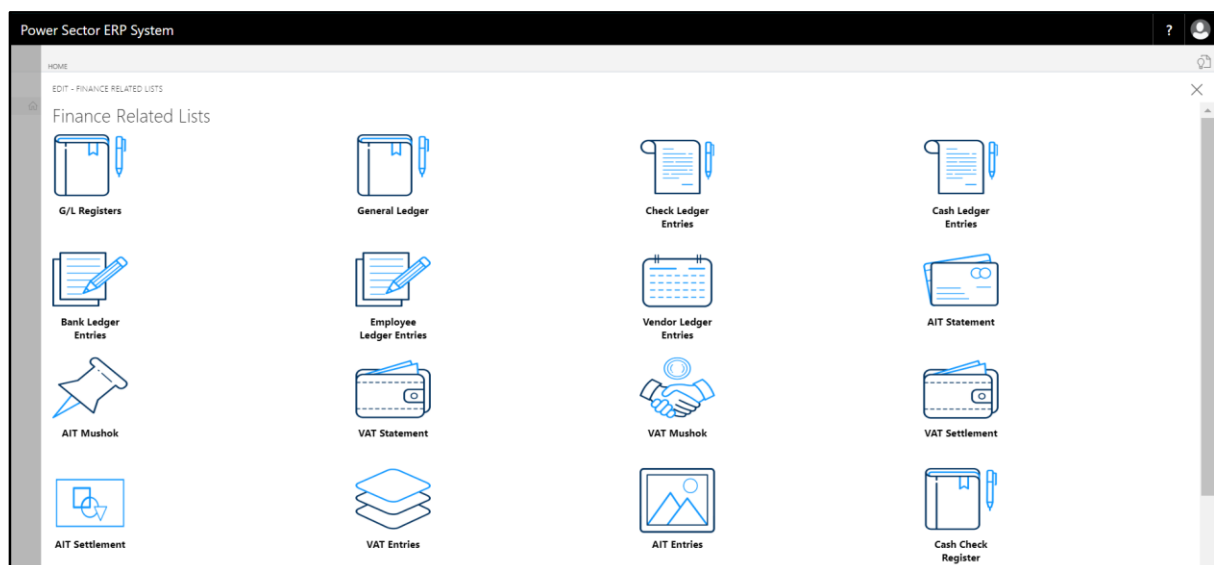 Power Sector ERP System
?
HOME
EDIT - FINANCE RELATED LISTS
Finance Related Lists
G/L Registers
General Ledger
Check Ledger
Entries
Cash Ledger
Entries
Bank Ledger
Entries
Employee
Ledger Entries
Vendor Ledger
Entries
AIT Statement
AIT Mushok
VAT Statement
VAT Mushok
VAT Settlement
AIT Settlement
VAT Entries
AIT Entries
Cash Check
Register